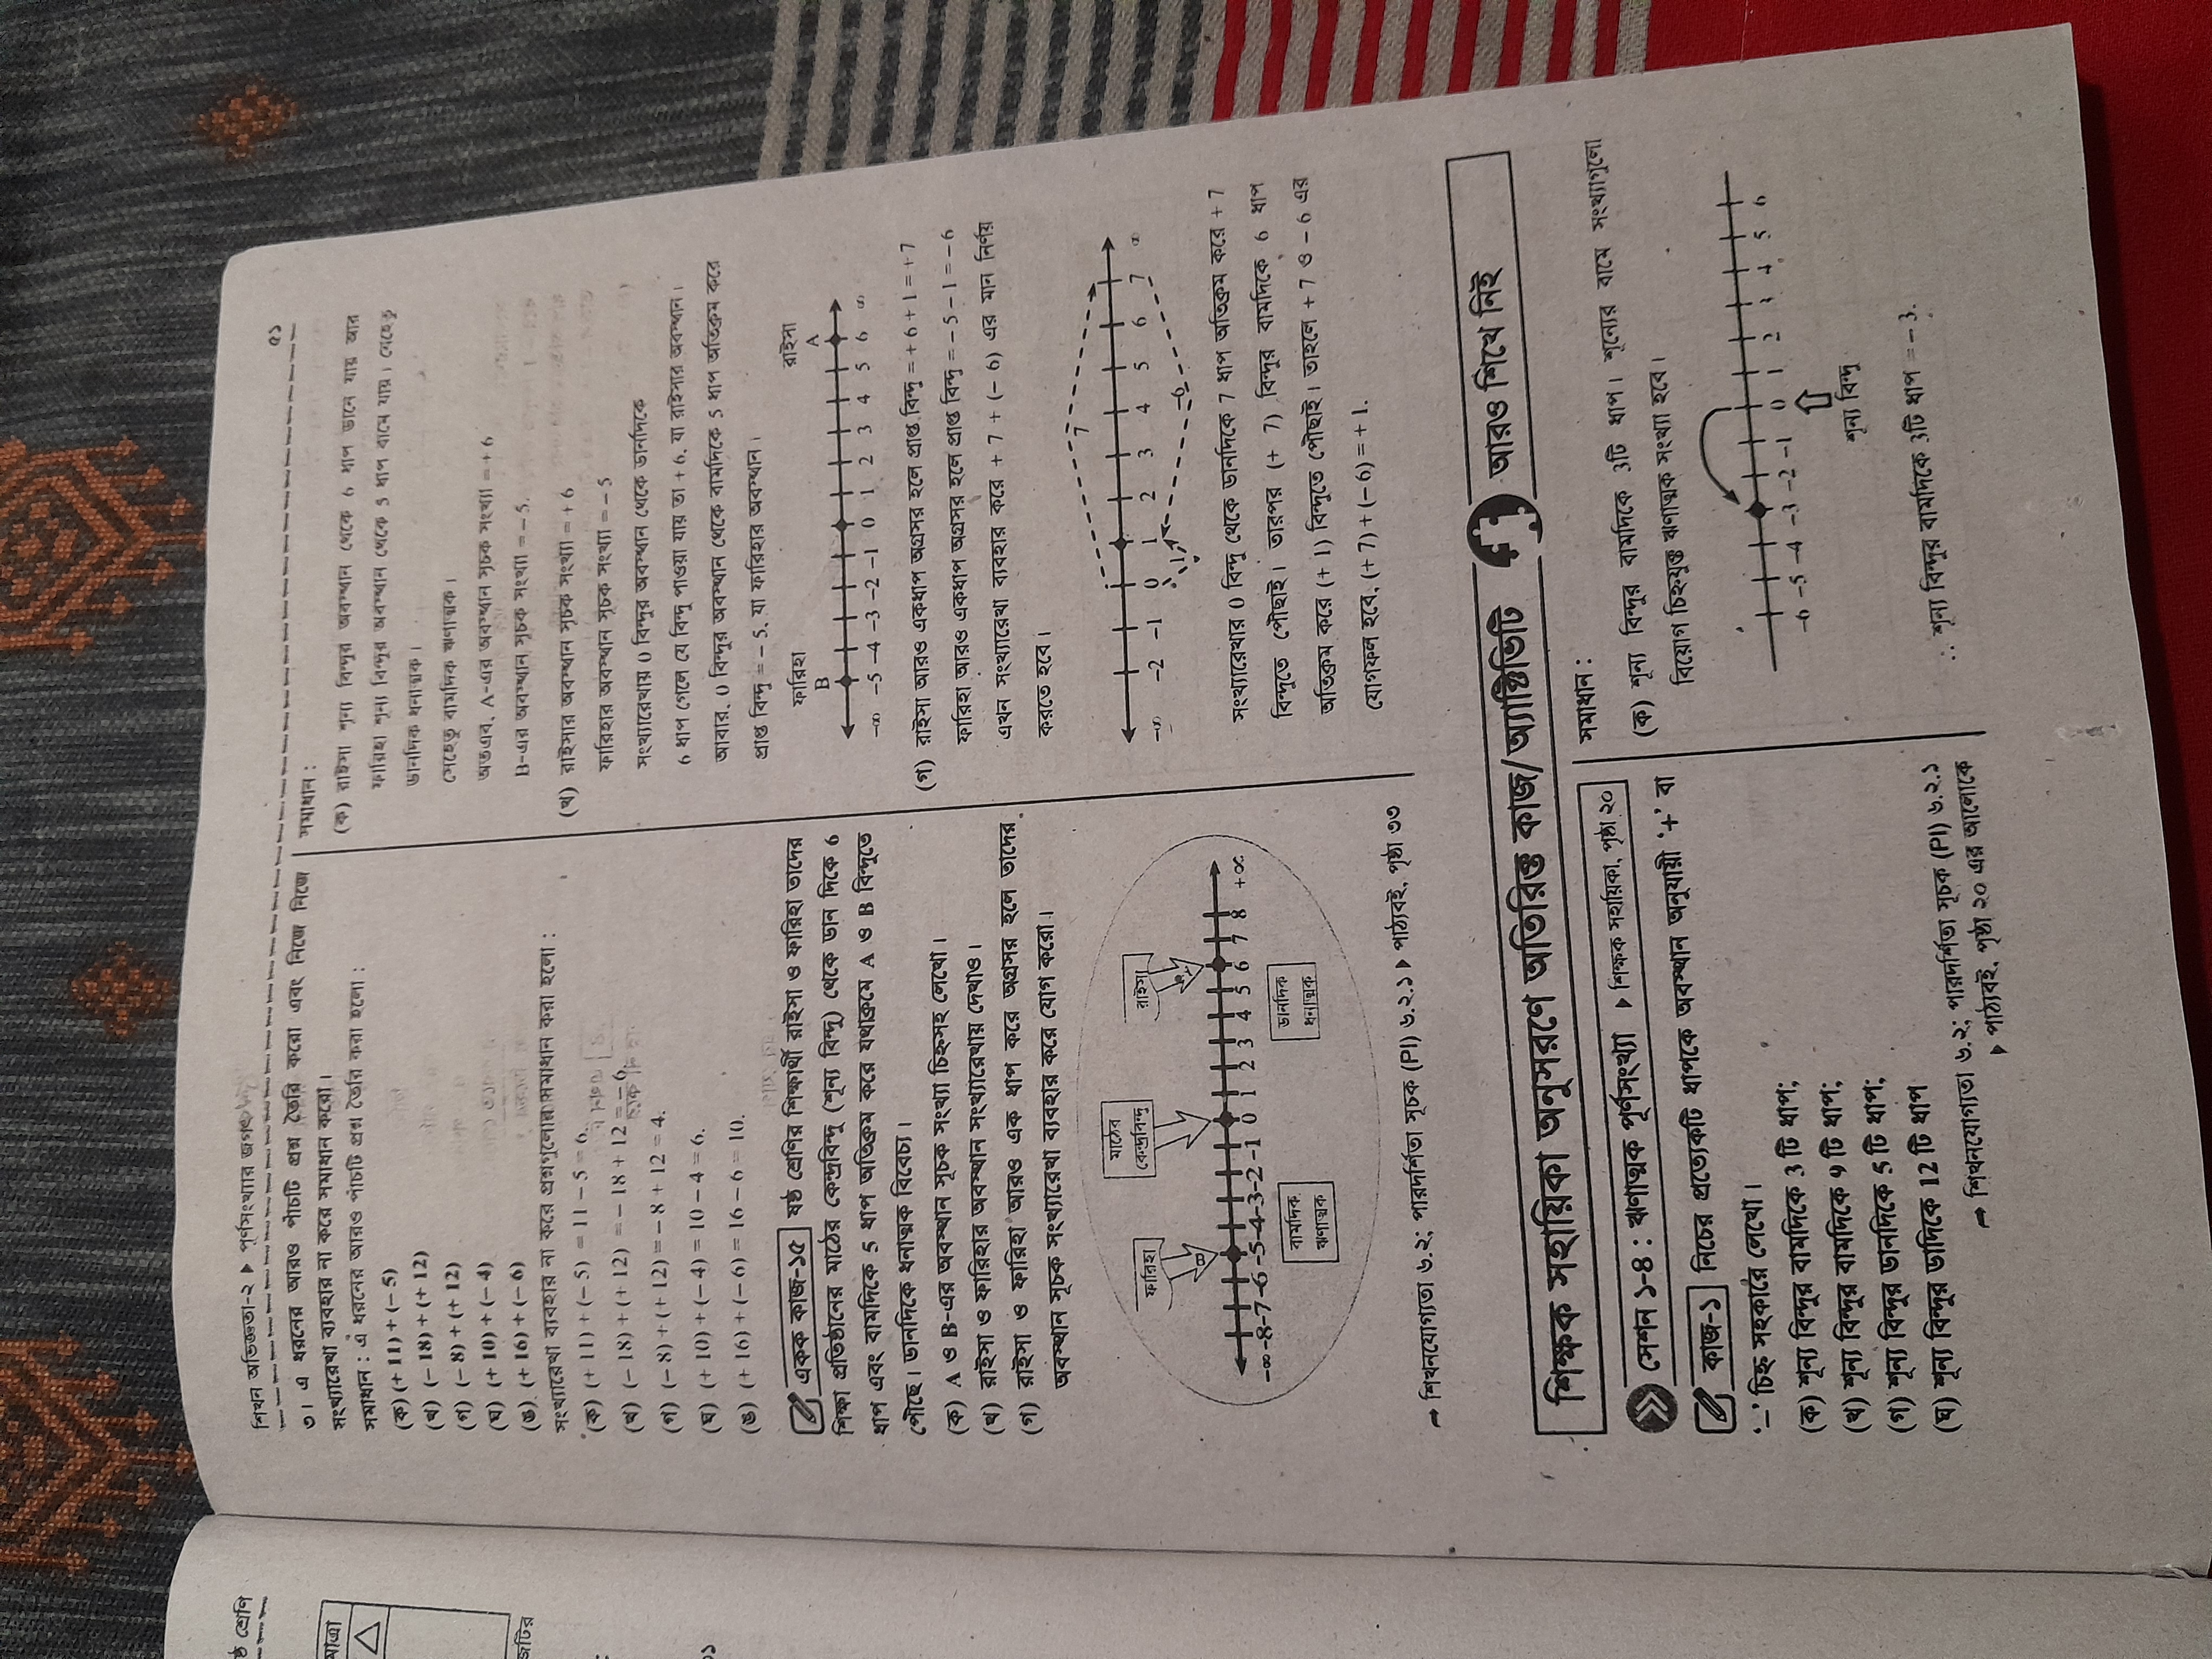 ষ্ঠ শ্রেণি
মাত্রা
জটির
শিখন অভিজ্ঞতা-২ ▶ পূর্ণসংখ্যার জগৎ
৫১
৩। এ ধরনের আরও পাঁচটি প্রশ্ন তৈরি করো এবং নিজে নিজে
সংখ্যারেখা ব্যবহার না করে সমাধান করো।
সমাধান : এ ধরনের আরও পাঁচটি প্রশ্ন তৈরি করা হলো :
(ক) (+ 11) + (– 5)
(খ) (– 18) + (+ 12)
(গ) (– 8) + (+ 12)
(ঘ) (+ 10) + (– 4)
(ঙ) (+ 16) + (– 6)
সংখ্যারেখা ব্যবহার না করে প্রশ্নগুলোর সমাধান করা হলো :
(ক) (+ 11) + (– 5) = 11 – 5 = 6.
(খ) (– 18) + (+ 12) = – 18 + 12 = – 6.
(গ) (– 8) + (+ 12) = – 8 + 12 = 4.
(ঘ) (+ 10) + (– 4) = 10 – 4 = 6.
(ঙ) (+ 16) + (– 6) = 16 – 6 = 10.
একক কাজ-১৫ ষষ্ঠ শ্রেণির শিক্ষার্থী রাইসা ও ফারিহা তাদের
শিক্ষা প্রতিষ্ঠানের মাঠের কেন্দ্রবিন্দু (শূন্য বিন্দু) থেকে ডান দিকে 6
ধাপ এবং বামদিকে 5 ধাপ অতিক্রম করে যথাক্রমে A ও B বিন্দুতে
পৌঁছে। ডানদিকে ধনাত্মক বিবেচ্য।
(ক) A ও B-এর অবস্থান সূচক সংখ্যা চিহ্নসহ লেখো।
(খ) রাইসা ও ফারিহার অবস্থান সংখ্যারেখায় দেখাও।
(গ) রাইসা ও ফারিহা আরও এক ধাপ করে অগ্রসর হলে তাদের
অবস্থান সূচক সংখ্যারেখা ব্যবহার করে যোগ করো।
ফারিহা
মাঠের
কেন্দ্রবিন্দু
রাইসা
B
A
–∞ –8 –7 –6 –5 –4 –3 –2 –1 0 1 2 3 4 5 6 7 8 +∞
বামদিক
ঋণাত্মক
ডানদিক
ধনাত্মক
➡ শিখনযোগ্যতা ৬.২; পারদর্শিতা সূচক (PI) ৬.২.১ ▶ পাঠ্যবই, পৃষ্ঠা ৩৩
সমাধান :
(ক) রাইসা শূন্য বিন্দুর অবস্থান থেকে 6 ধাপ ডানে যায় আর
ফারিহা শূন্য বিন্দুর অবস্থান থেকে 5 ধাপ বামে যায়। যেহেতু
ডানদিক ধনাত্মক।
সেহেতু বামদিক ঋণাত্মক।
অতএব, A-এর অবস্থান সূচক সংখ্যা = + 6
B-এর অবস্থান সূচক সংখ্যা = – 5.
(খ) রাইসার অবস্থান সূচক সংখ্যা = + 6
ফারিহার অবস্থান সূচক সংখ্যা = – 5
সংখ্যারেখায় 0 বিন্দুর অবস্থান থেকে ডানদিকে
6 ধাপ গেলে যে বিন্দু পাওয়া যায় তা + 6, যা রাইসার অবস্থান।
আবার, 0 বিন্দুর অবস্থান থেকে বামদিকে 5 ধাপ অতিক্রম করে
প্রাপ্ত বিন্দু = – 5, যা ফারিহার অবস্থান।
ফারিহা রাইসা
B A
–∞ –5 –4 –3 –2 –1 0 1 2 3 4 5 6 ∞
(গ) রাইসা আরও একধাপ অগ্রসর হলে প্রাপ্ত বিন্দু = + 6 + 1 = + 7
ফারিহা আরও একধাপ অগ্রসর হলে প্রাপ্ত বিন্দু = – 5 – 1 = – 6
এখন সংখ্যারেখা ব্যবহার করে + 7 + (– 6) এর মান নির্ণয়
করতে হবে।
7
–∞ –2 –1 0 1 2 3 4 5 6 7 ∞
1 –6
সংখ্যারেখার 0 বিন্দু থেকে ডানদিকে 7 ধাপ অতিক্রম করে + 7
বিন্দুতে পৌঁছাই। তারপর (+ 7) বিন্দুর বামদিকে 6 ধাপ
অতিক্রম করে (+ 1) বিন্দুতে পৌঁছাই। তাহলে + 7 ও – 6 এর
যোগফল হবে, (+ 7) + (– 6) = + 1.
শিক্ষক সহায়িকা অনুসরণে অতিরিক্ত কাজ/অ্যাক্টিভিটি আরও শিখে নিই
সেশন ১-৪ : ঋণাত্মক পূর্ণসংখ্যা ▶ শিক্ষক সহায়িকা, পৃষ্ঠা ২০
কাজ-১ নিচের প্রত্যেকটি ধাপকে অবস্থান অনুযায়ী ‘+’ বা
‘–’ চিহ্ন সহকারে লেখো।
(ক) শূন্য বিন্দুর বামদিকে 3 টি ধাপ;
(খ) শূন্য বিন্দুর বামদিকে 9 টি ধাপ;
(গ) শূন্য বিন্দুর ডানদিকে 5 টি ধাপ;
(ঘ) শূন্য বিন্দুর ডাদিকে 12 টি ধাপ
➡ শিখনযোগ্যতা ৬.২; পারদর্শিতা সূচক (PI) ৬.২.১
▶ পাঠ্যবই, পৃষ্ঠা ২০ এর আলোকে
সমাধান :
(ক) শূন্য বিন্দুর বামদিকে 3টি ধাপ। শূন্যের বামে সংখ্যাগুলো
বিয়োগ চিহ্নযুক্ত ঋণাত্মক সংখ্যা হবে।
–6 –5 –4 –3 –2 –1 0 1 2 3 4 5 6
শূন্য বিন্দু
∴ শূন্য বিন্দুর বামদিকে 3টি ধাপ = – 3.